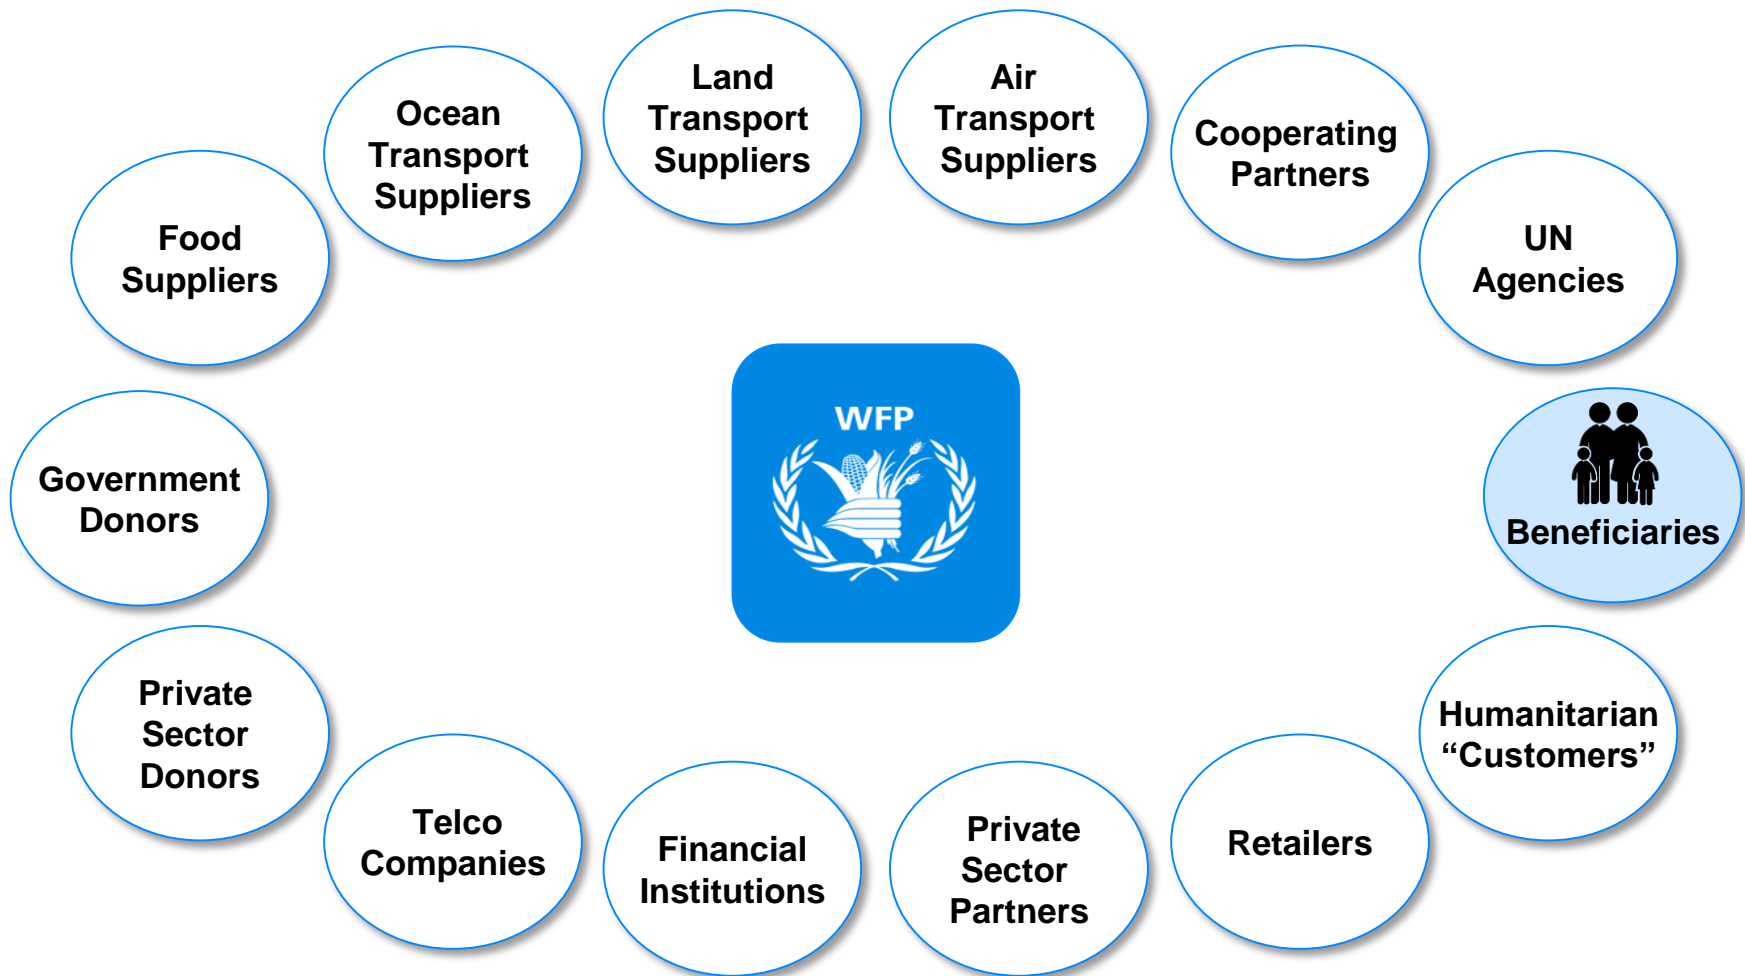 Land
Transport
Suppliers
Air
Transport
Suppliers
Ocean
Transport
Suppliers
Cooperating
Partners
Food
Suppliers
UN
Agencies
WFP
Government
Donors
Beneficiaries
Private
Sector
Donors
Humanitarian
“Customers”
Telco
Companies
Financial
Institutions
Private
Sector
Partners
Retailers